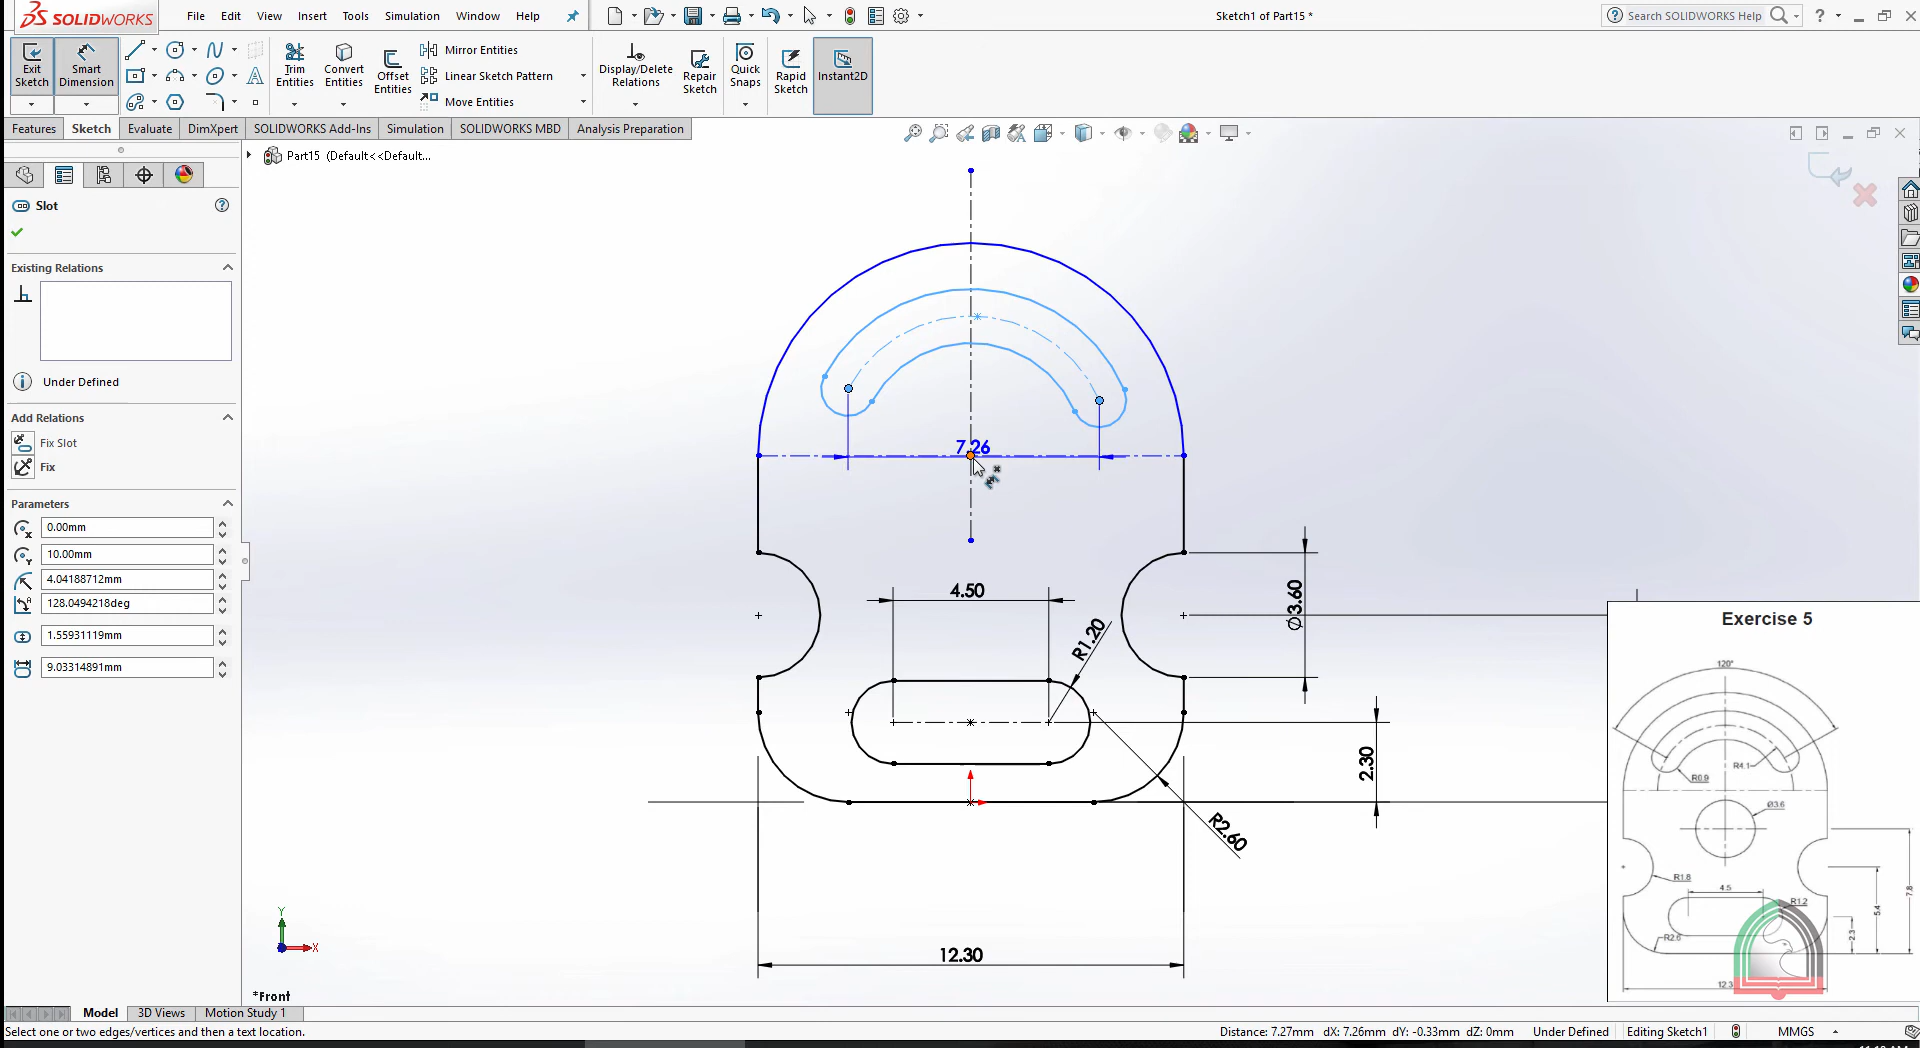 SOLIDWORKS
File Edit View Insert Tools Simulation Window Help
Sketch1 of Part15 *
Search SOLIDWORKS Help
Exit Sketch
Smart Dimension
Trim Entities
Convert Entities
Offset Entities
Mirror Entities
Linear Sketch Pattern
Move Entities
Display/Delete Relations
Repair Sketch
Quick Snaps
Rapid Sketch
Instant2D
Features Sketch Evaluate DimXpert SOLIDWORKS Add-Ins Simulation SOLIDWORKS MBD Analysis Preparation
Part15 (Default<<Default...
Slot
Existing Relations
Under Defined
Add Relations
Fix Slot
Fix
Parameters
0.00mm
10.00mm
4.04188712mm
128.0494218deg
1.55931119mm
9.03314891mm
7.26
4.50
R1.20
Ø3.60
2.30
R2.60
12.30
Y
X
*Front
Exercise 5
120°
R4.1
R0.9
Ø3.6
R1.8
4.5
R1.2
7.8
5.4
2.3
R2.6
12.3
Model 3D Views Motion Study 1
Select one or two edges/vertices and then a text location.
Distance: 7.27mm dX: 7.26mm dY: -0.33mm dZ: 0mm Under Defined Editing Sketch1 MMGS